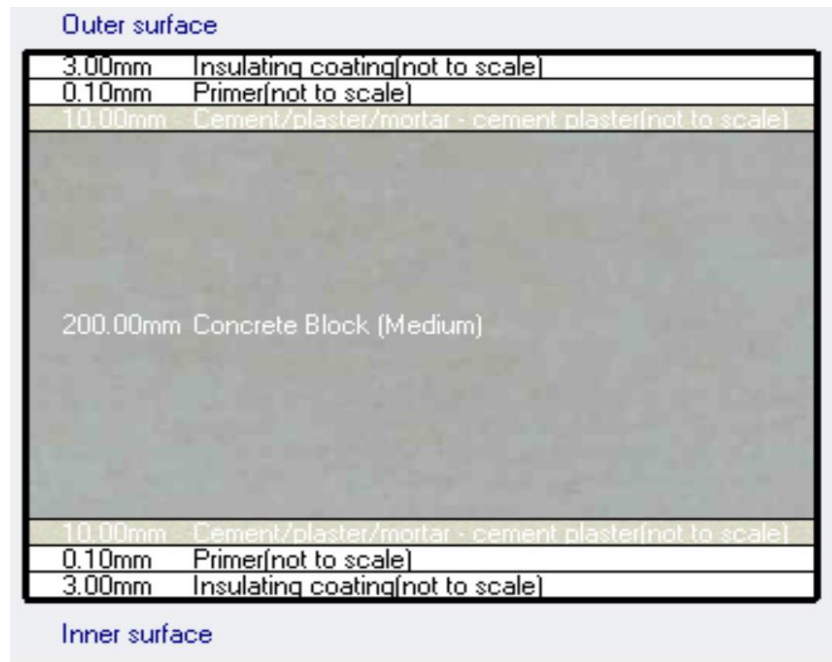 Outer surface
3.00mm Insulating coating(not to scale)
0.10mm Primer(not to scale)
10.00mm Cement/plaster/mortar - cement plaster(not to scale)
200.00mm Concrete Block (Medium)
10.00mm Cement/plaster/mortar - cement plaster(not to scale)
0.10mm Primer(not to scale)
3.00mm Insulating coating(not to scale)
Inner surface